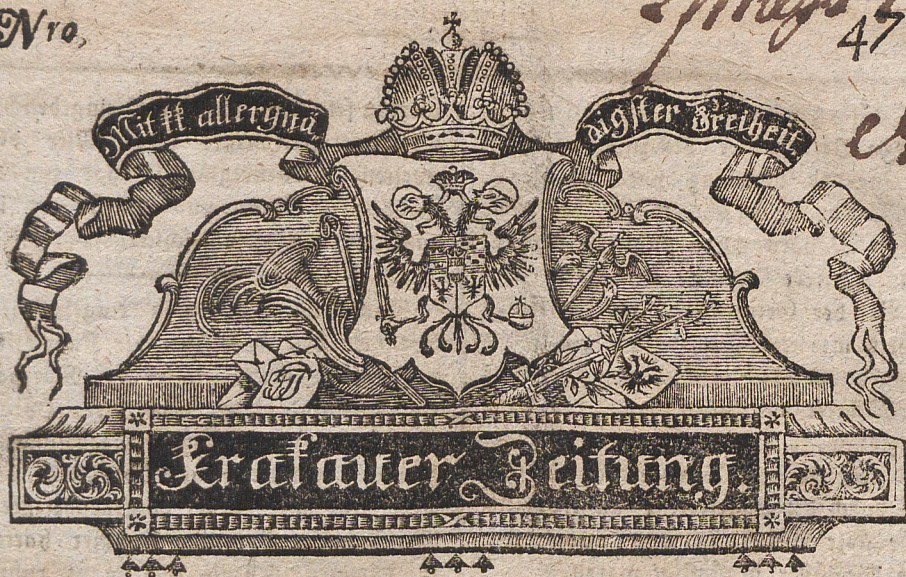 Nro, 47
Mit kk allergnä digster Freiheit.
Krakauer Zeitung.